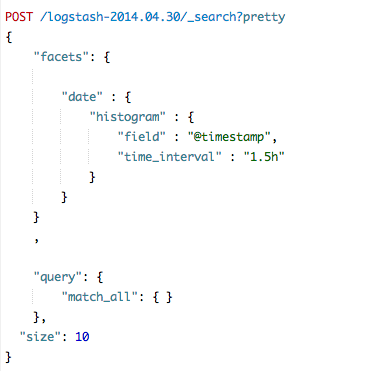 POST /logstash-2014.04.30/_search?pretty
{
    "facets": {

        "date" : {
            "histogram" : {
                "field" : "@timestamp",
                "time_interval" : "1.5h"
            }
        }
    }
    ,

    "query": {
        "match_all": { }
    },
  "size": 10
}